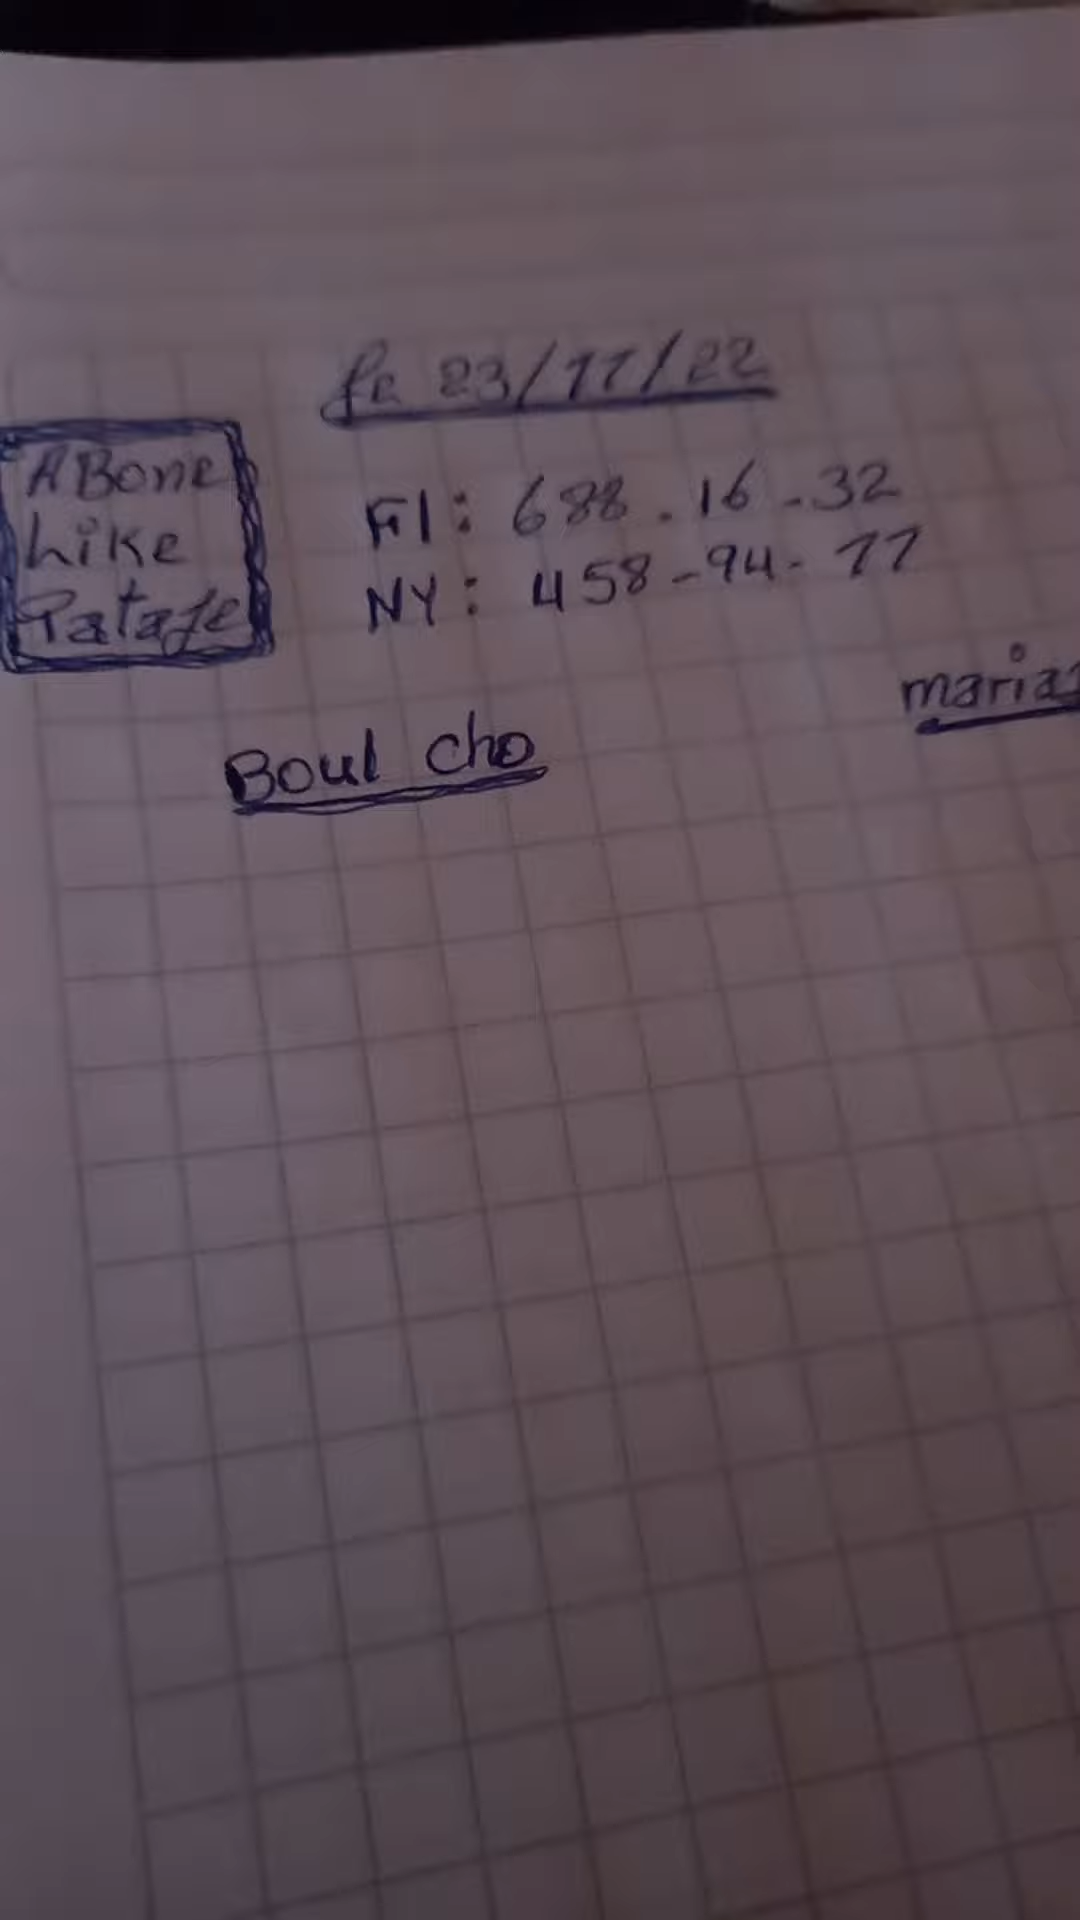 Le 23/11/22
ABone
Like
Pataje
Fl: 688.16-32
NY: 458-94-77
Boul cho